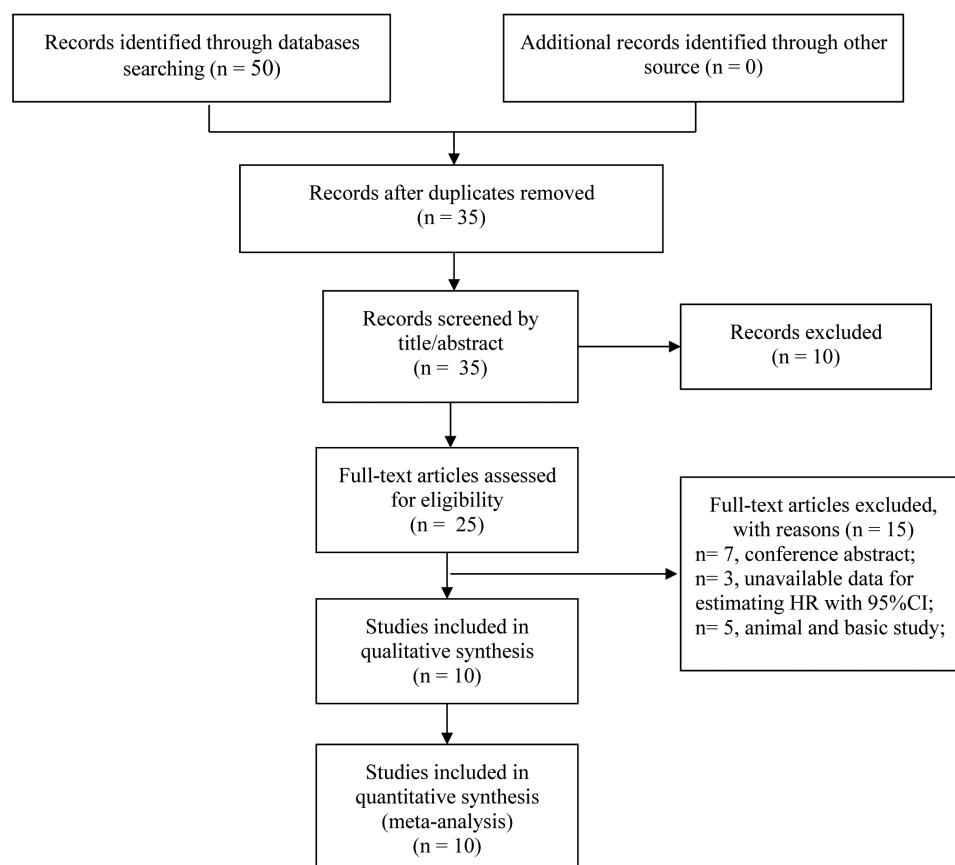 Records identified through databases
searching (n = 50)
Additional records identified through other
source (n = 0)
Records after duplicates removed
(n = 35)
Records screened by
title/abstract
(n = 35)
Records excluded
(n = 10)
Full-text articles assessed
for eligibility
(n = 25)
Full-text articles excluded,
with reasons (n = 15)
n= 7, conference abstract;
n= 3, unavailable data for
estimating HR with 95%CI;
n= 5, animal and basic study;
Studies included in
qualitative synthesis
(n = 10)
Studies included in
quantitative synthesis
(meta-analysis)
(n = 10)